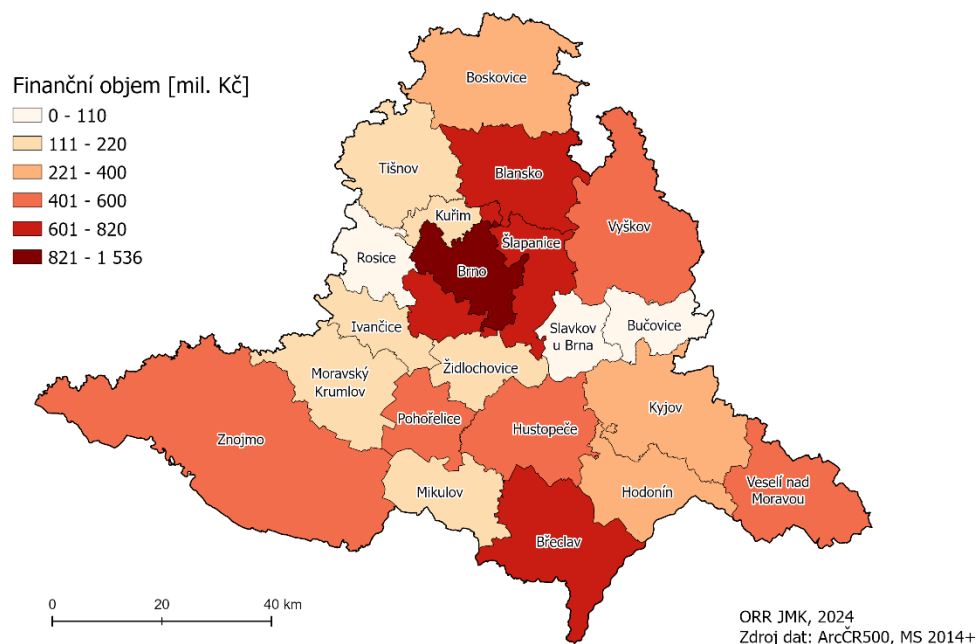 Finanční objem [mil. Kč]
0 - 110
111 - 220
221 - 400
401 - 600
601 - 820
821 - 1 536
Boskovice
Tišnov
Blansko
Kuřim
Vyškov
Šlapanice
Rosice
Brno
Ivančice
Slavkov
u Brna
Bučovice
Moravský
Krumlov
Židlochovice
Pohořelice
Hustopeče
Kyjov
Znojmo
Mikulov
Hodonín
Veselí nad
Moravou
Břeclav
0 20 40 km
ORR JMK, 2024
Zdroj dat: ArcČR500, MS 2014+